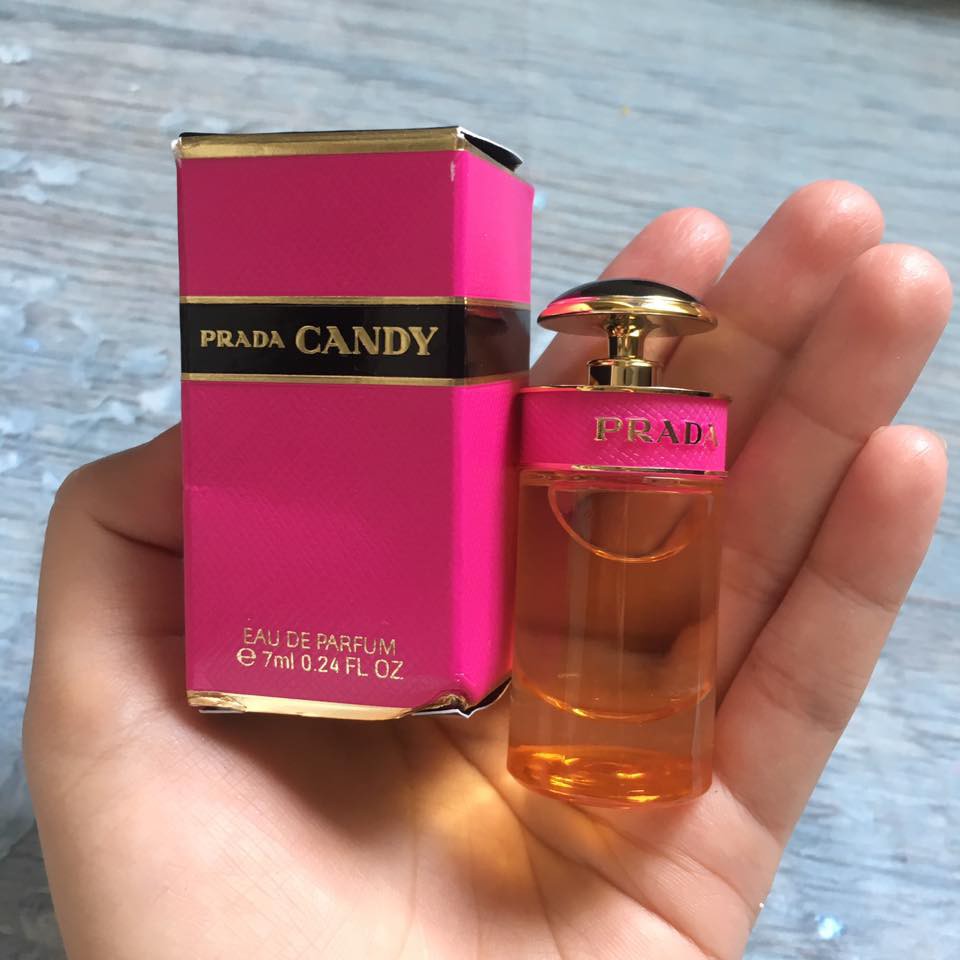 PRADA CANDY
EAU DE PARFUM
℮ 7ml 0.24 FL OZ
PRADA